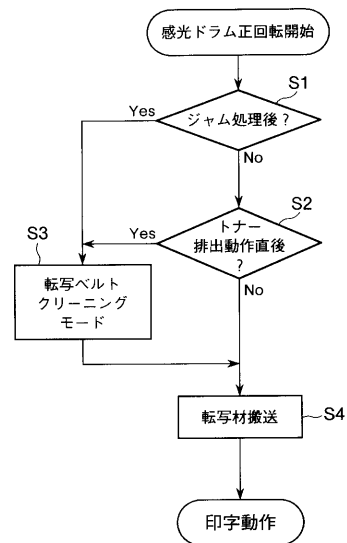 感光ドラム正回転開始
S1
ジャム処理後？
Yes
No
S2
トナー
排出動作直後
？
Yes
No
S3
転写ベルト
クリーニング
モード
転写材搬送
S4
印字動作